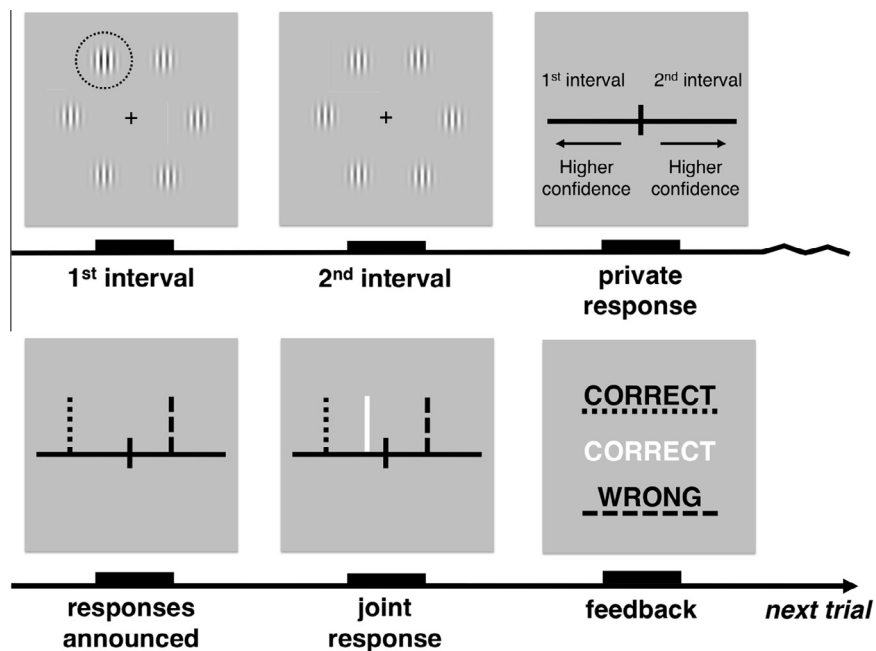 1st interval 2nd interval
Higher confidence Higher confidence
1st interval
2nd interval
private
response
responses
announced
joint
response
CORRECT
CORRECT
WRONG
feedback
next trial